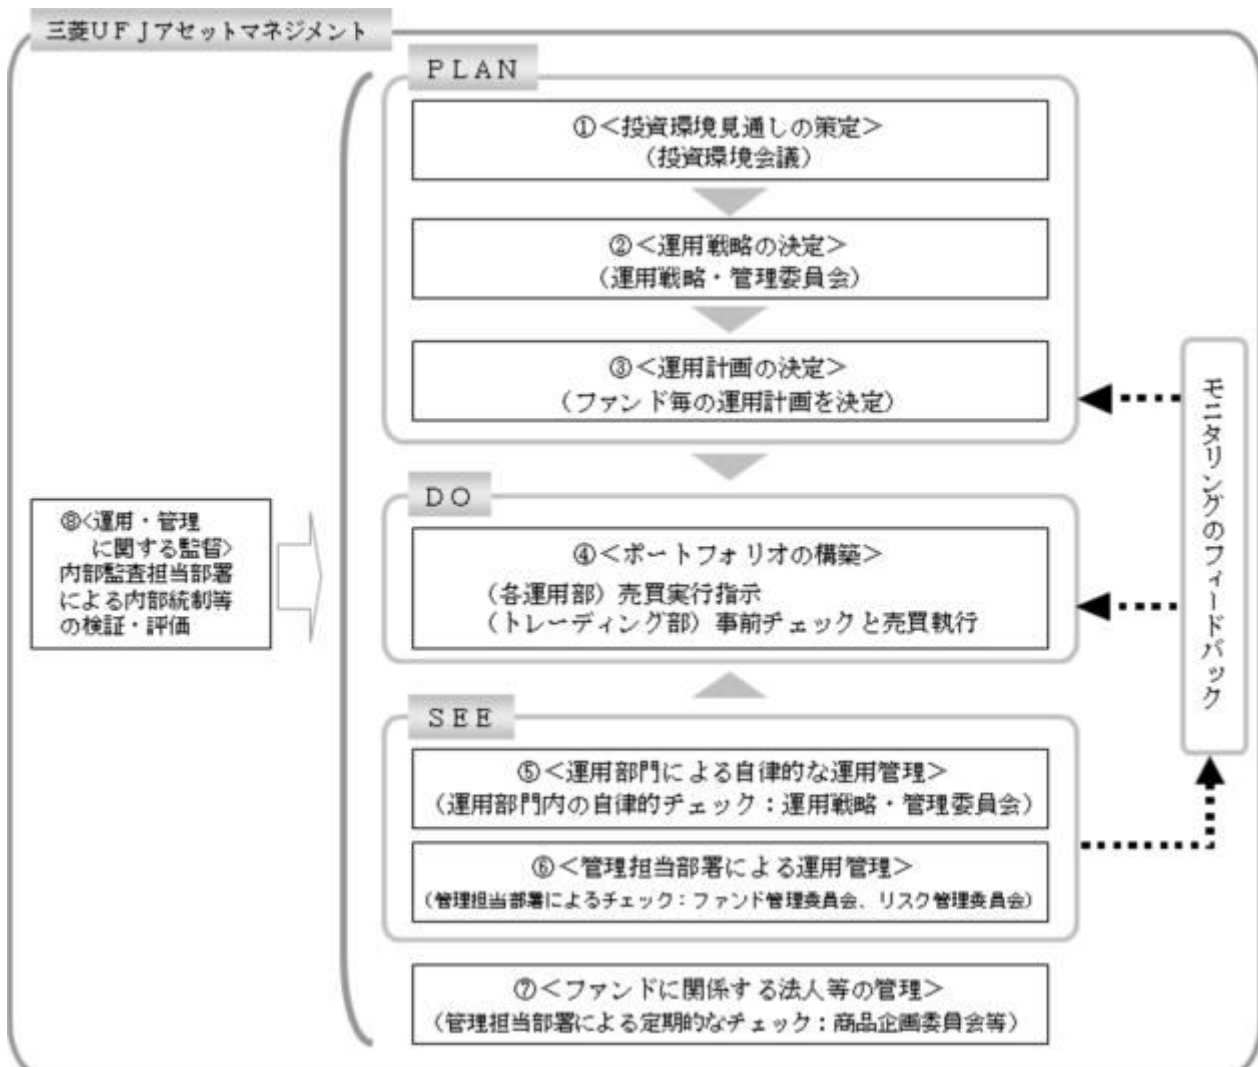 三菱ＵＦＪアセットマネジメント
ＰＬＡＮ
①＜投資環境見通しの策定＞
（投資環境会議）
②＜運用戦略の決定＞
（運用戦略・管理委員会）
③＜運用計画の決定＞
（ファンド毎の運用計画を決定）
ＤＯ
④＜ポートフォリオの構築＞
（各運用部）売買実行指示
（トレーディング部）事前チェックと売買執行
ＳＥＥ
⑤＜運用部門による自律的な運用管理＞
（運用部門内の自律的チェック：運用戦略・管理委員会）
⑥＜管理担当部署による運用管理＞
（管理担当部署によるチェック：ファンド管理委員会、リスク管理委員会）
⑦＜ファンドに関係する法人等の管理＞
（管理担当部署による定期的なチェック：商品企画委員会等）
⑧<運用・管理
に関する監督>
内部監査担当部署
による内部統制等
の検証・評価
モニタリングのフィードバック